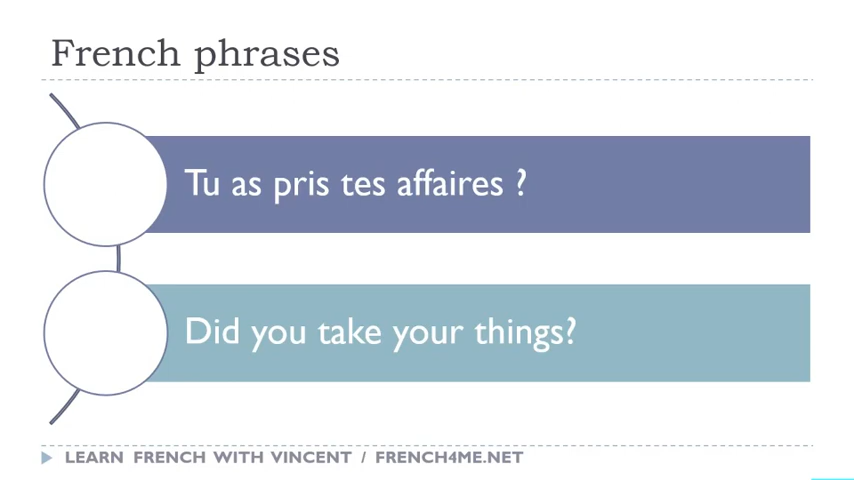 French phrases
Tu as pris tes affaires ?
Did you take your things?
LEARN FRENCH WITH VINCENT / FRENCH4ME.NET